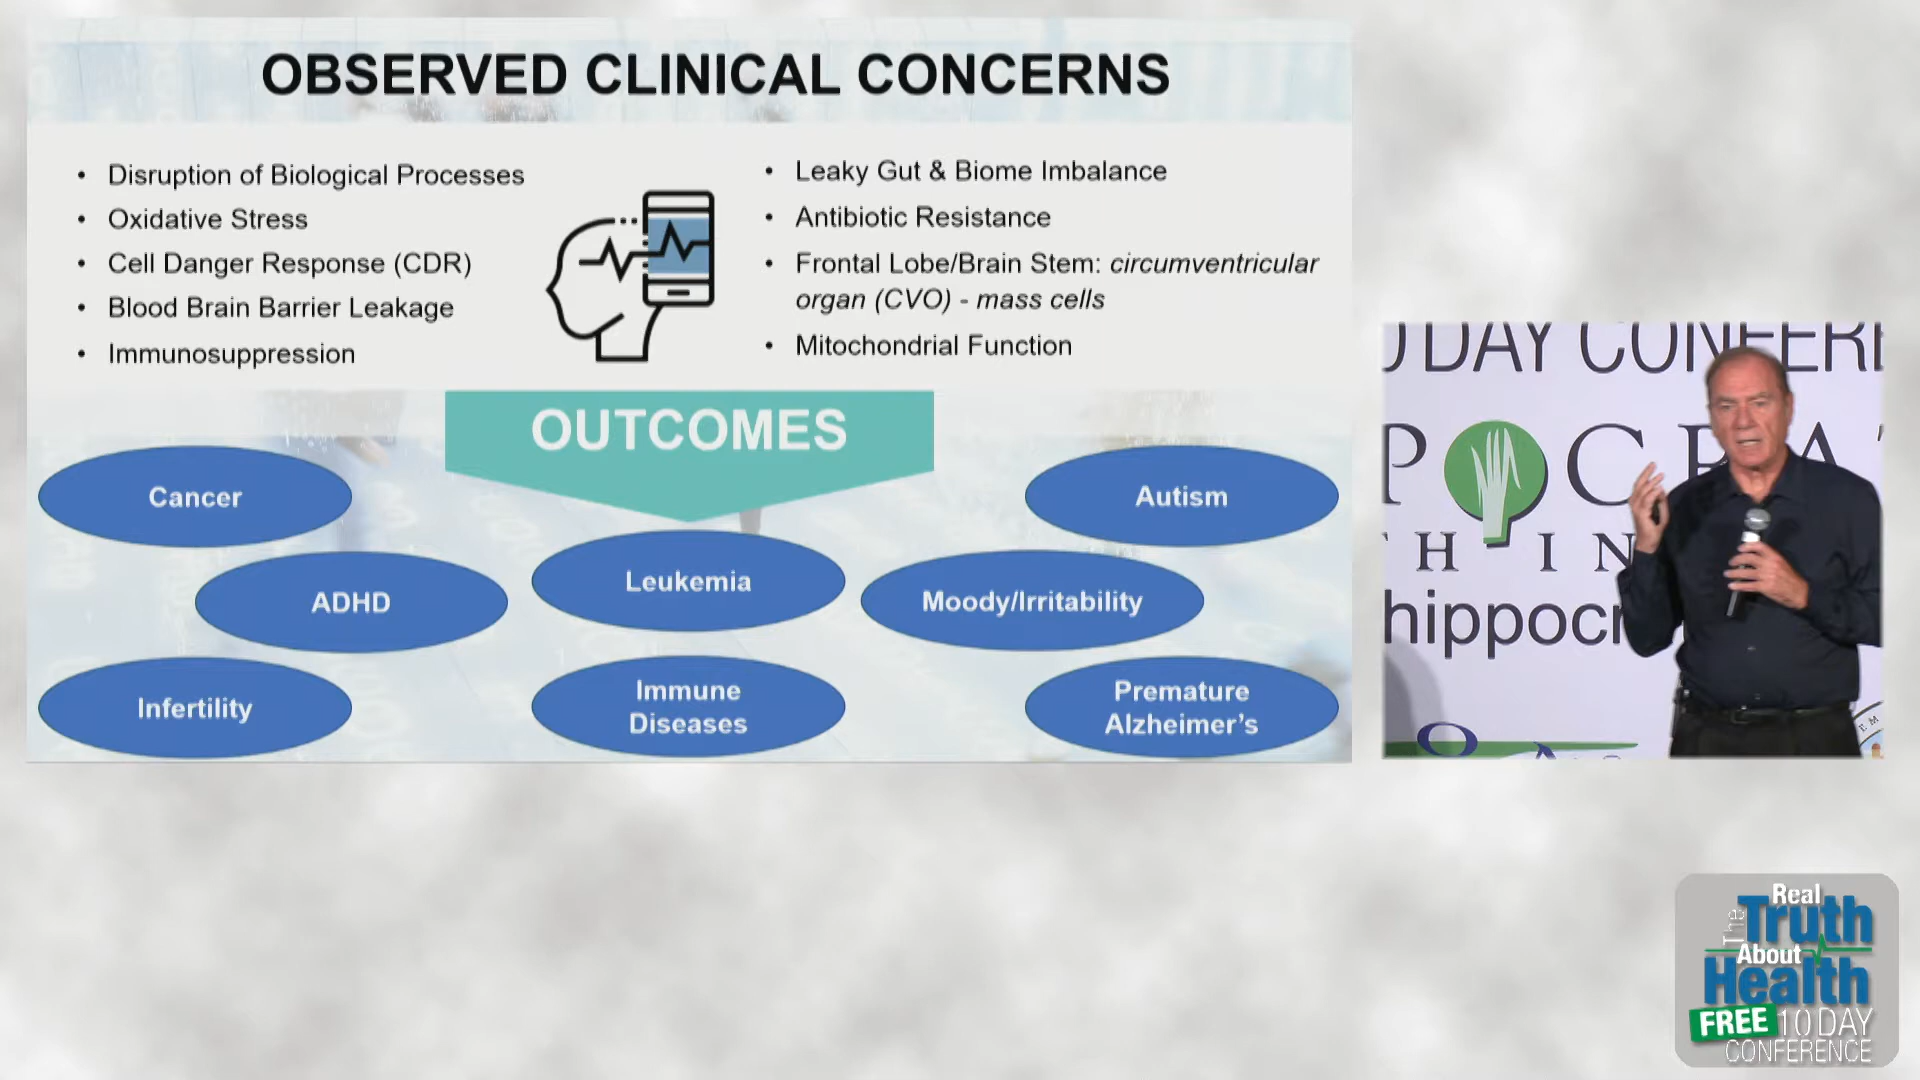 OBSERVED CLINICAL CONCERNS
• Disruption of Biological Processes
• Oxidative Stress
• Cell Danger Response (CDR)
• Blood Brain Barrier Leakage
• Immunosuppression
• Leaky Gut & Biome Imbalance
• Antibiotic Resistance
• Frontal Lobe/Brain Stem: circumventricular
organ (CVO) - mass cells
• Mitochondrial Function
OUTCOMES
Cancer
Autism
ADHD
Leukemia
Moody/Irritability
Infertility
Immune
Diseases
Premature
Alzheimer's
DAY CONFER
P C R A
H IN
hippocr
The Real
Truth
About
Health
FREE 10 DAY
CONFERENCE